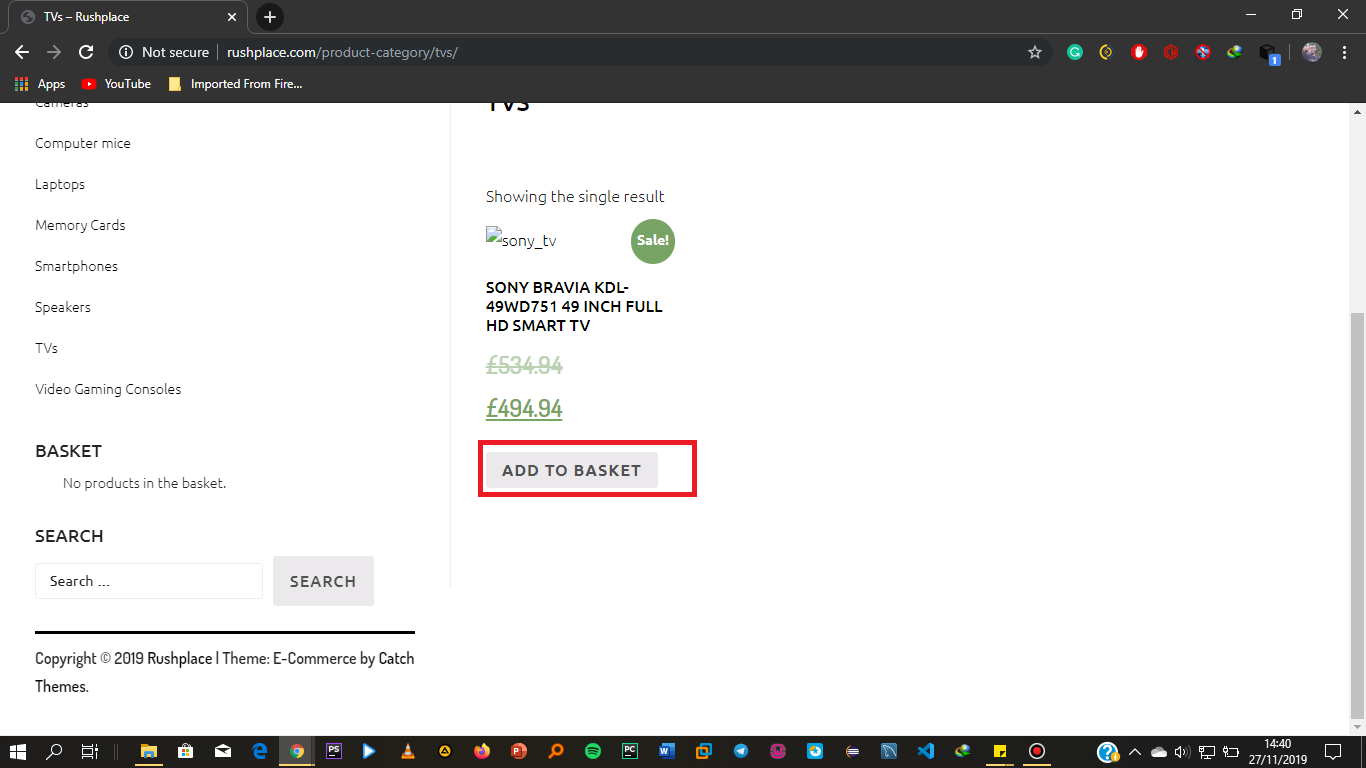 TVs – Rushplace
Not secure
rushplace.com/product-category/tvs/
Apps
YouTube
Imported From Fire...
Cameras
Computer mice
Laptops
Memory Cards
Smartphones
Speakers
TVs
Video Gaming Consoles
BASKET
No products in the basket.
SEARCH
Search ...
SEARCH
Copyright © 2019 Rushplace | Theme: E-Commerce by Catch
Themes.
TVs
Showing the single result
sony_tv
Sale!
SONY BRAVIA KDL-
49WD751 49 INCH FULL
HD SMART TV
£534.94
£494.94
ADD TO BASKET
1
PS
PC
14:40
27/11/2019